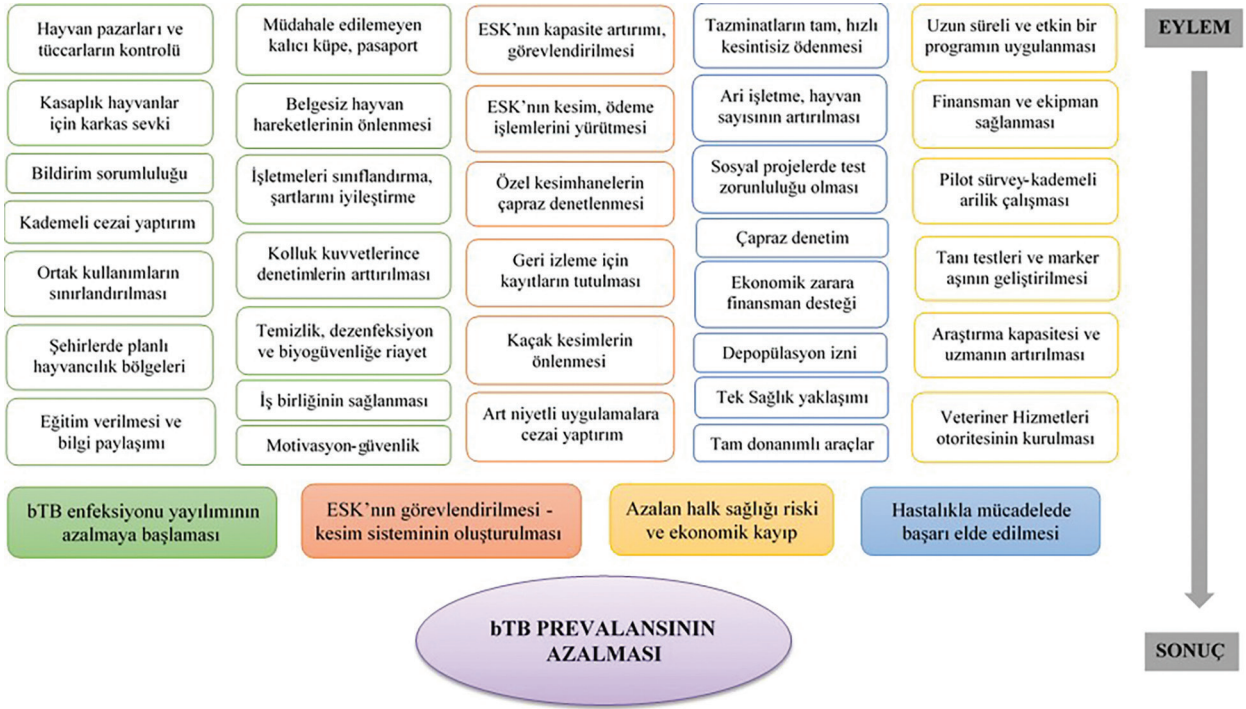 Hayvan pazarları ve
tüccarların kontrolü
Kasaplık hayvanlar
için karkas sevki
Bildirim sorumluluğu
Kademeli cezai yaptırım
Ortak kullanımların
sınırlandırılması
Şehirlerde planlı
hayvancılık bölgeleri
Eğitim verilmesi ve
bilgi paylaşımı
Müdahale edilemeyen
kalıcı küpe, pasaport
Belgesiz hayvan
hareketlerinin önlenmesi
İşletmeleri sınıflandırma,
şartlarını iyileştirme
Kolluk kuvvetlerince
denetimlerin arttırılması
Temizlik, dezenfeksiyon
ve biyogüvenliğe riayet
İş birliğinin sağlanması
Motivasyon-güvenlik
ESK’nın kapasite artırımı,
görevlendirilmesi
ESK’nın kesim, ödeme
işlemlerini yürütmesi
Özel kesimhanelerin
çapraz denetlenmesi
Geri izleme için
kayıtların tutulması
Kaçak kesimlerin
önlenmesi
Art niyetli uygulamalara
cezai yaptırım
Tazminatların tam, hızlı
kesintisiz ödenmesi
Ari işletme, hayvan
sayısının artırılması
Sosyal projelerde test
zorunluluğu olması
Çapraz denetim
Ekonomik zarara
finansman desteği
Depopülasyon izni
Tek Sağlık yaklaşımı
Tam donanımlı araçlar
Uzun süreli ve etkin bir
programın uygulanması
Finansman ve ekipman
sağlanması
Pilot sürvey-kademeli
arilik çalışması
Tanı testleri ve marker
aşının geliştirilmesi
Araştırma kapasitesi ve
uzmanın artırılması
Veteriner Hizmetleri
otoritesinin kurulması
EYLEM
bTB enfeksiyonu yayılımının
azalmaya başlaması
ESK’nın görevlendirilmesi -
kesim sisteminin oluşturulması
Azalan halk sağlığı riski
ve ekonomik kayıp
Hastalıkla mücadelede
başarı elde edilmesi
bTB PREVALANSININ
AZALMASI
SONUÇ